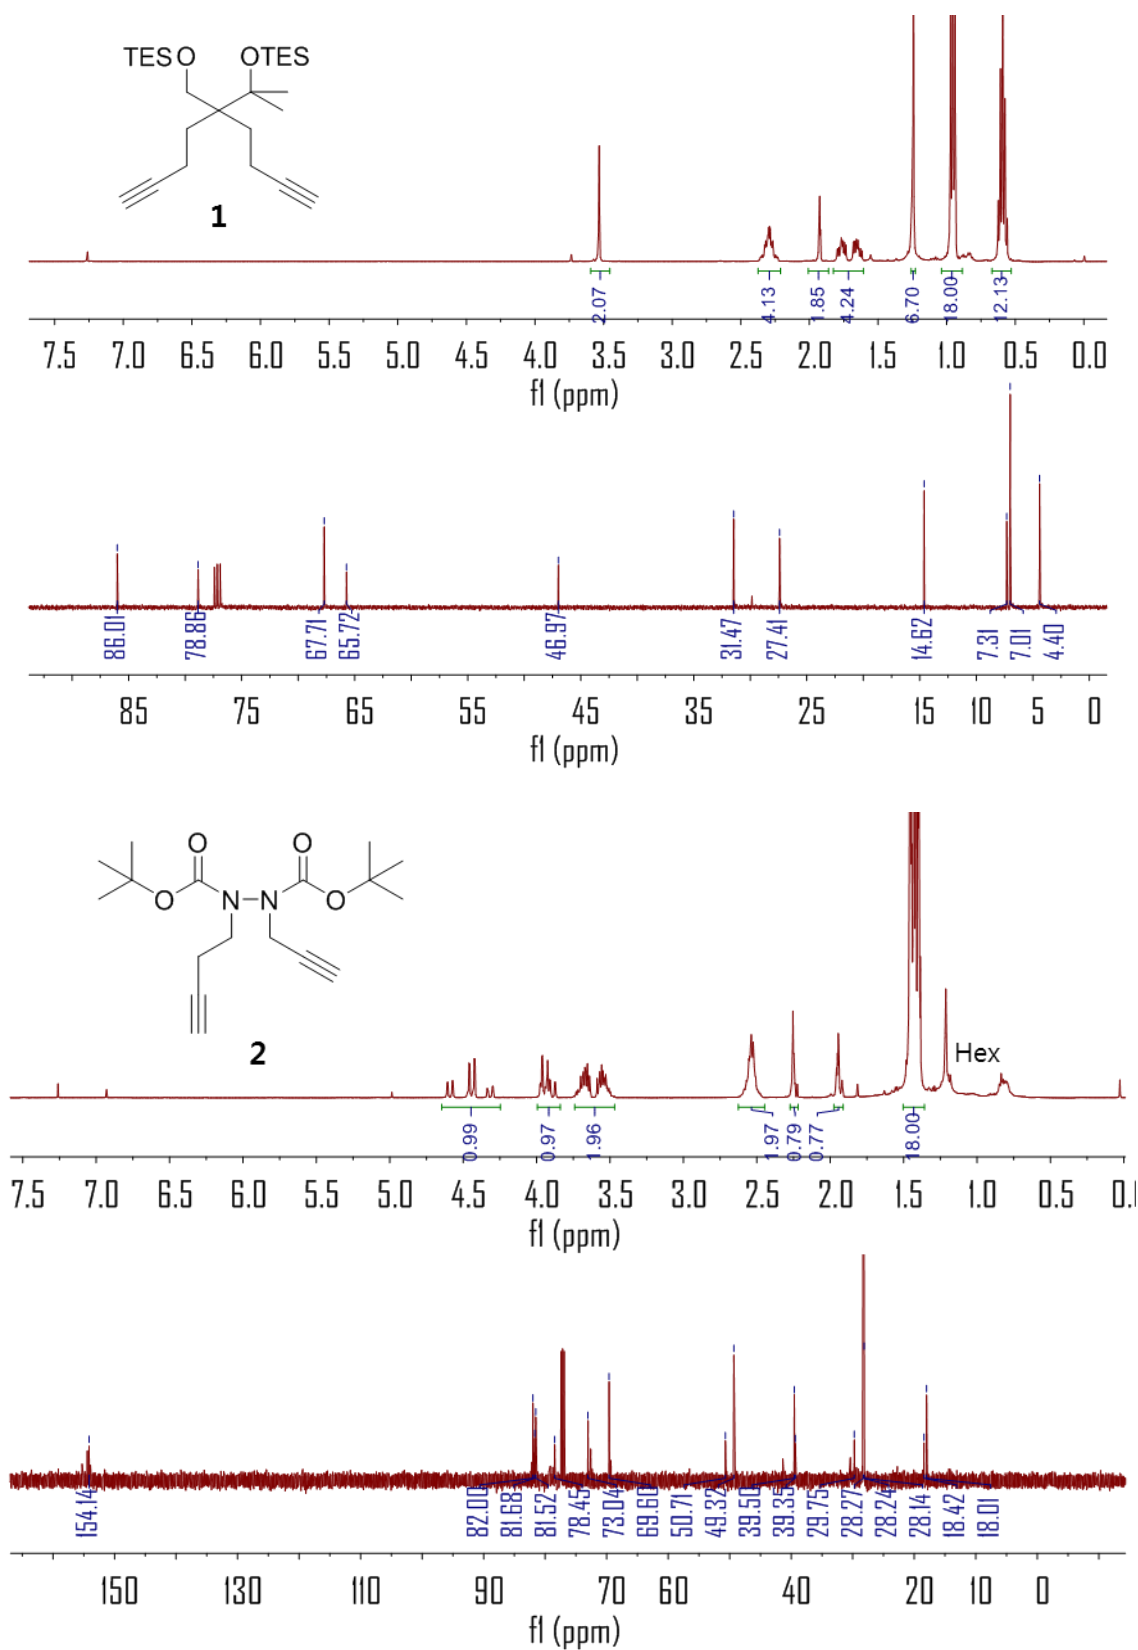 TESO OTES
1
2.07 4.13 1.85 4.24 6.70 18.00 12.13
7.5 7.0 6.5 6.0 5.5 5.0 4.5 4.0 3.5 3.0 2.5 2.0 1.5 1.0 0.5 0.0
f1 (ppm)
86.01 78.86 67.71 65.72 46.97 31.47 27.41 14.62 7.31 7.01 4.40
85 75 65 55 45 35 25 15 10 5 0
f1 (ppm)
O O
O N N O
2
Hex
0.99 0.97 1.96 1.97 0.79 0.77 18.00
7.5 7.0 6.5 6.0 5.5 5.0 4.5 4.0 3.5 3.0 2.5 2.0 1.5 1.0 0.5
f1 (ppm)
154.14 82.00 81.68 81.52 78.45 73.04 69.60 50.71 49.32 39.50 39.35 29.75 28.27 28.24 28.14 18.42 18.01
150 130 110 90 80 70 60 50 40 30 20 10 0
f1 (ppm)